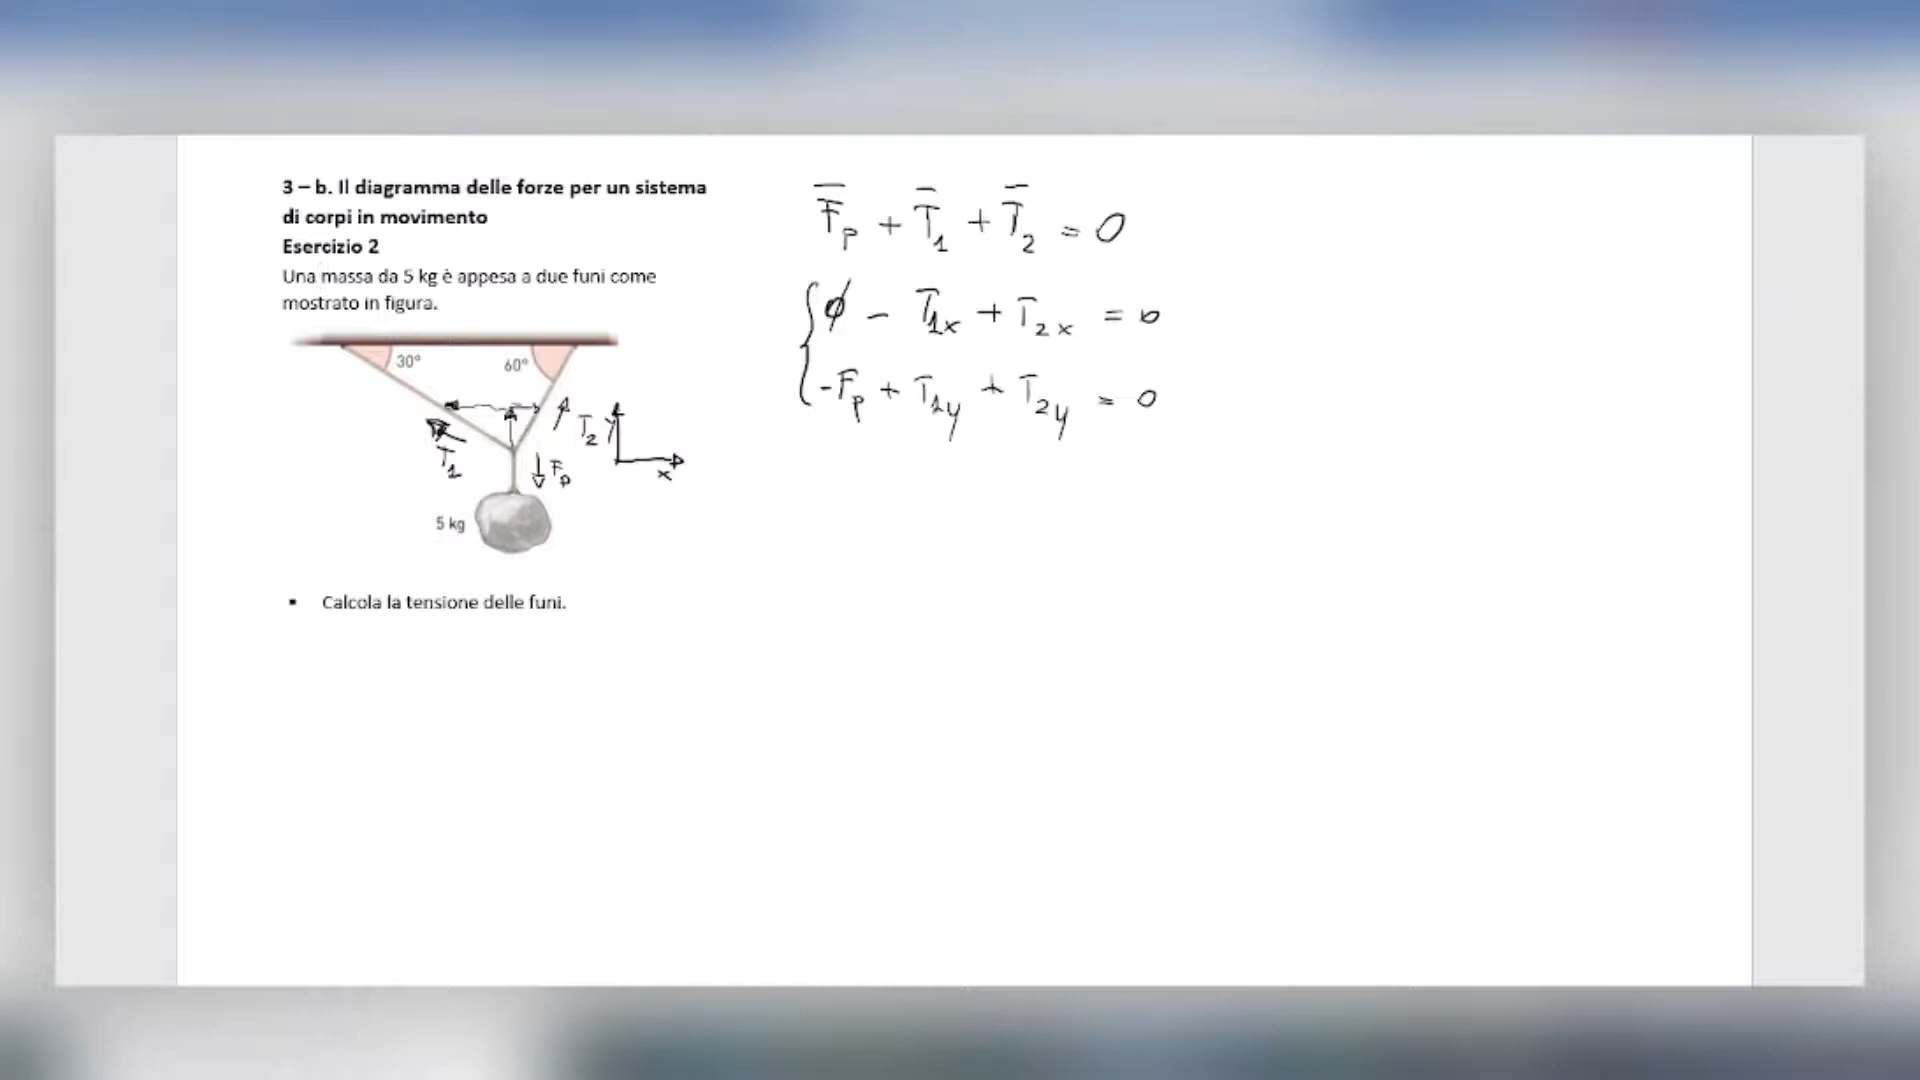 3 – b. Il diagramma delle forze per un sistema
di corpi in movimento
Esercizio 2
Una massa da 5 kg è appesa a due funi come
mostrato in figura.
30°
60°
T₁
T₂
y
x
Fₚ
5 kg
▪ Calcola la tensione delle funi.
F̅ₚ + T̅₁ + T̅₂ = 0
{ ∅ - T₁ₓ + T₂ₓ = 0
-Fₚ + T₁y + T₂y = 0